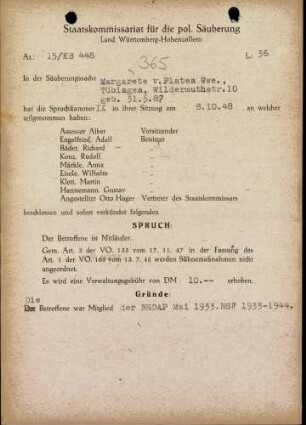 Staatskommissariat für die pol. Säuberung
Land Württemberg-Hohenzollern
Az: 15/KB 448
L: 36
365
In der Säuberungssache Margarete v. Platen Wwe.,
Tübingen, Wildermuthstr.10
geb. 31.5.87
hat die Spruchkammer IX in ihrer Sitzung am 8.10.48, an welcher
teilgenommen haben:
Assessor Alber Vorsitzender
Engelfried, Adolf Beisitzer
Bäder, Richard
Konz, Rudolf
Märkle, Anna
Eisele, Wilhelm
Klett, Martin
Hannemann, Gustav
Angestellter Otto Hager Vertreter des Staatskommissars
beschlossen und sofort verkündet folgenden
SPRUCH:
Der Betroffene ist Mitläufer.
Gem. Art. 3 der VO. 132 vom 17. 11. 47 in der Fassung des
Art. 1 der VO. 165 vom 13. 7. 48 werden Sühnemaßnahmen nicht
angeordnet.
Es wird eine Verwaltungsgebühr von DM 10.-- erhoben.
Gründe:
Die
Der Betroffene war Mitglied der NSDAP Mai 1933. NSF 1933-1944.